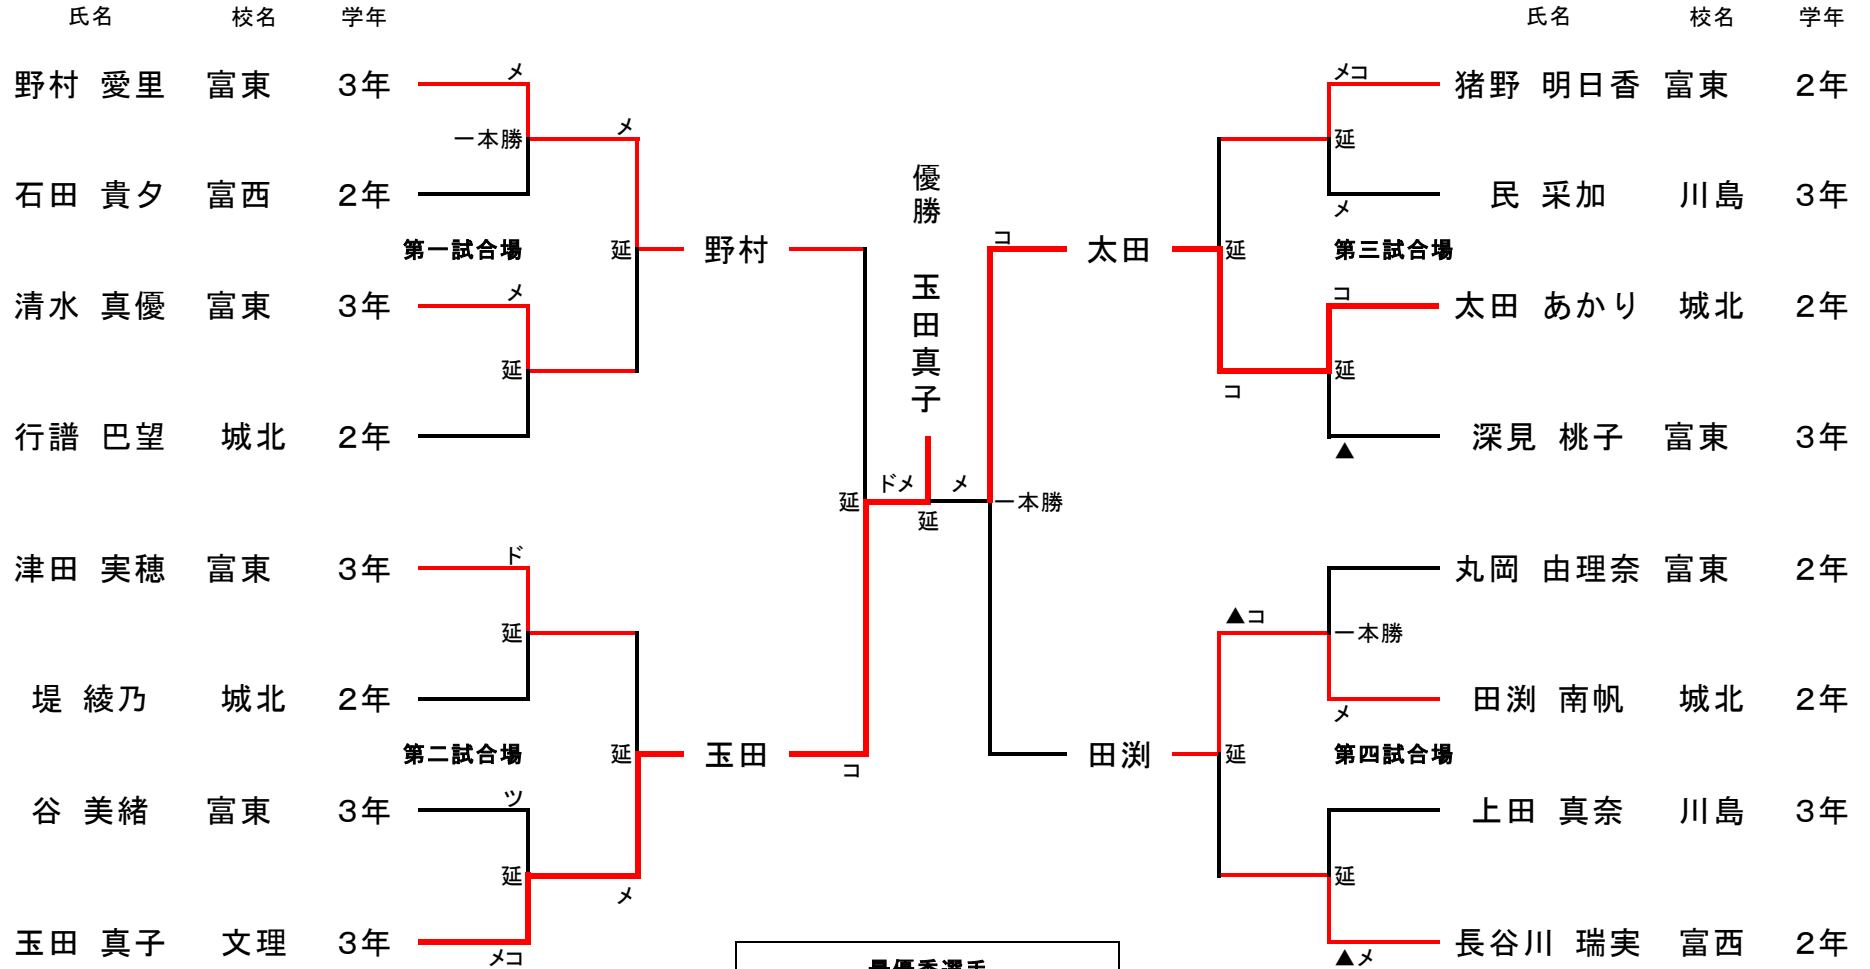 氏名 校名 学年
氏名 校名 学年
野村 愛里 富東 3年
メ
メコ
猪野 明日香 富東 2年
一本勝
メ
延
石田 貴夕 富西 2年
民 采加 川島 3年
メ
優勝 玉田真子
第一試合場
延
野村
コ
太田
延
第三試合場
清水 真優 富東 3年
メ
コ
太田 あかり 城北 2年
延
延
コ
行譜 巴望 城北 2年
深見 桃子 富東 3年
▲
延
ドメ
メ
一本勝
延
津田 実穂 富東 3年
ド
丸岡 由理奈 富東 2年
延
▲コ
一本勝
堤 綾乃 城北 2年
田渕 南帆 城北 2年
メ
第二試合場
延
玉田
コ
田渕
延
第四試合場
谷 美緒 富東 3年
ツ
上田 真奈 川島 3年
延
メ
延
玉田 真子 文理 3年
メコ
長谷川 瑞実 富西 2年
▲メ
最優秀選手